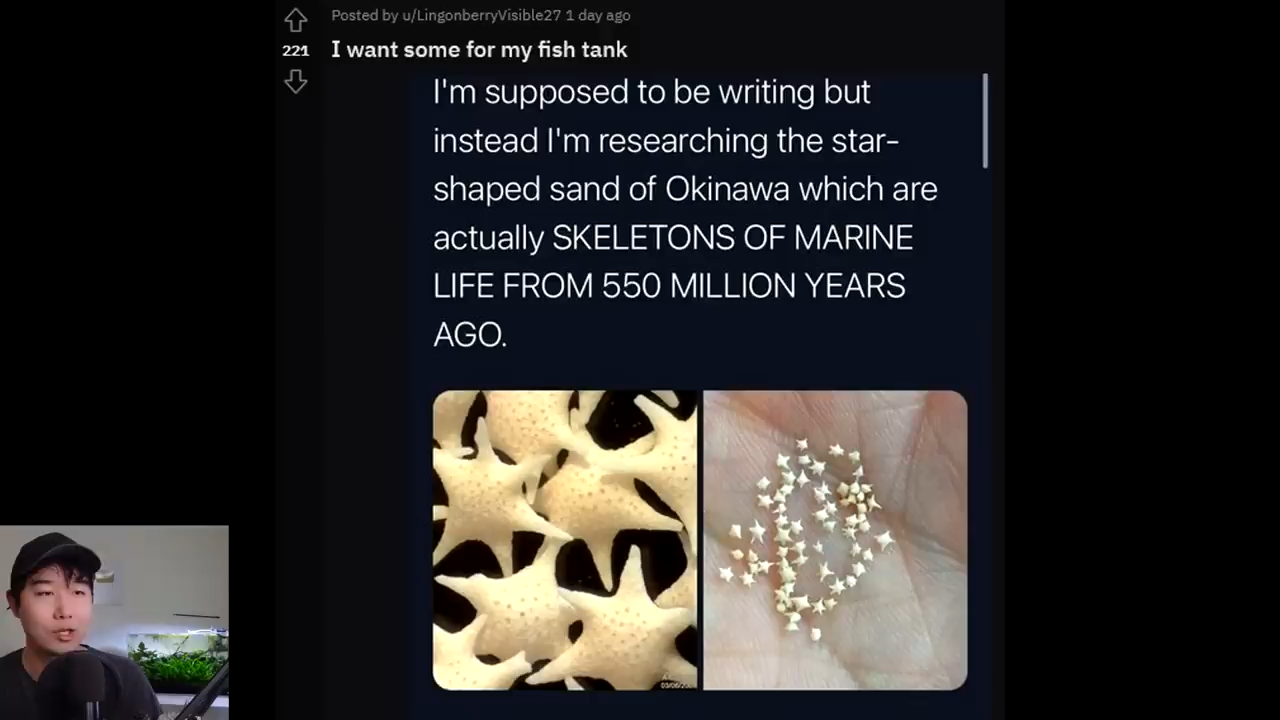 Posted by u/LingonberryVisible27 1 day ago
221
I want some for my fish tank
I'm supposed to be writing but
instead I'm researching the star-
shaped sand of Okinawa which are
actually SKELETONS OF MARINE
LIFE FROM 550 MILLION YEARS
AGO.